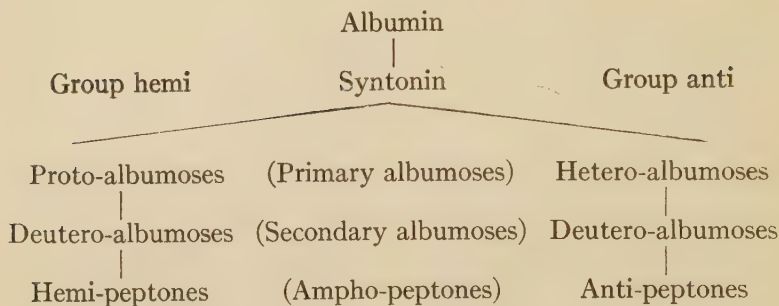 Albumin
Group hemi Syntonin Group anti
Proto-albumoses (Primary albumoses) Hetero-albumoses
Deutero-albumoses (Secondary albumoses) Deutero-albumoses
Hemi-peptones (Ampho-peptones) Anti-peptones